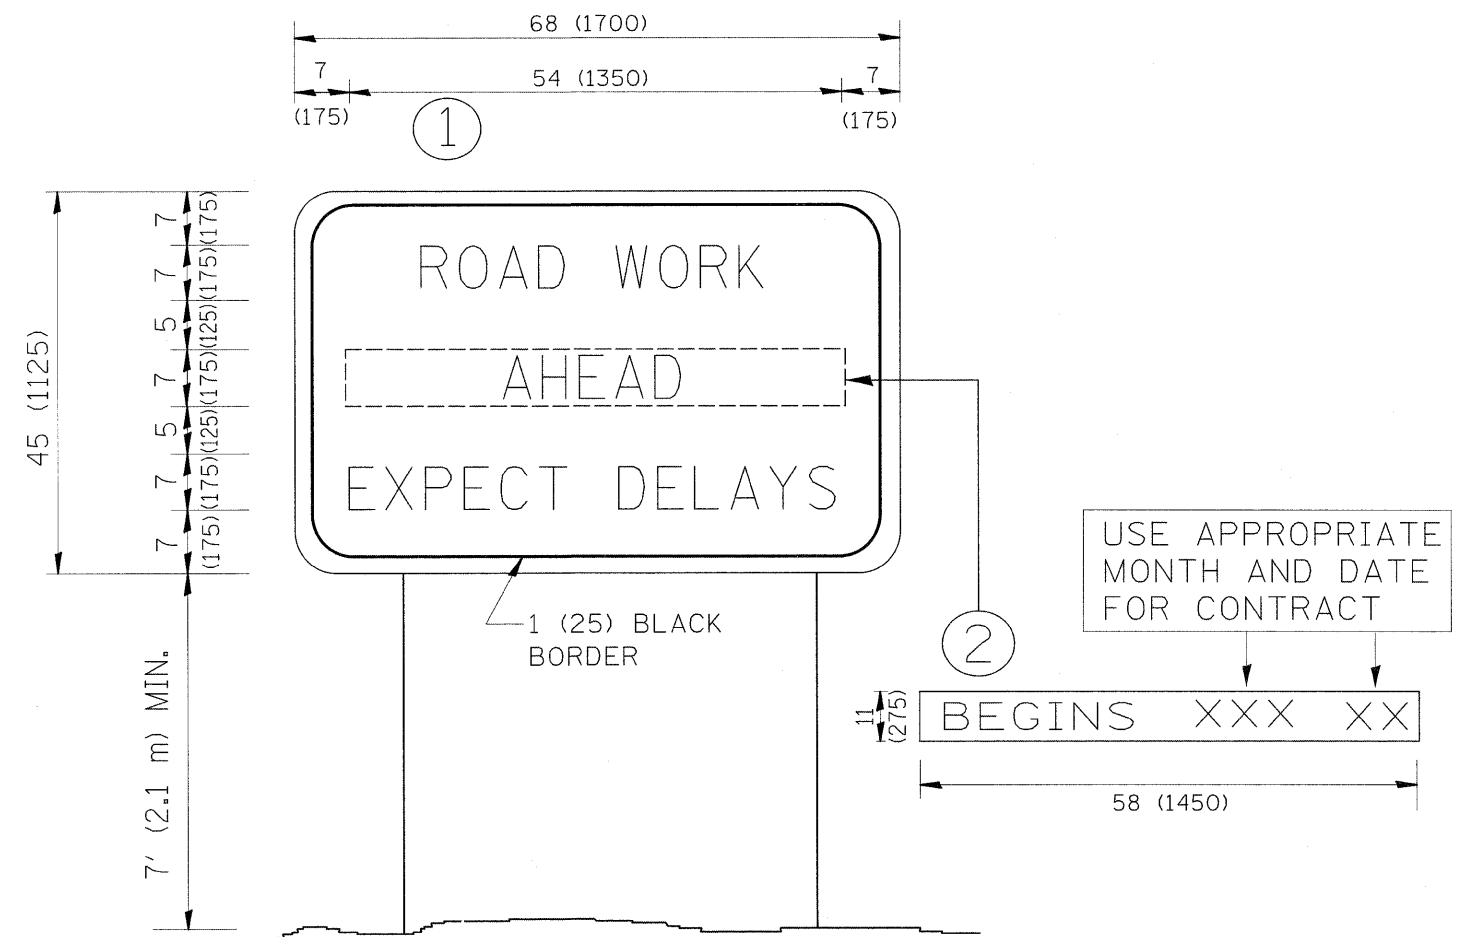 68 (1700)
7
54 (1350)
7
(175)
(175)
1
7 (175)
7 (175)
5 (125)
7 (175)
5 (125)
7 (175)
7 (175)
45 (1125)
ROAD WORK
AHEAD
EXPECT DELAYS
1 (25) BLACK
BORDER
7' (2.1 m) MIN.
2
USE APPROPRIATE
MONTH AND DATE
FOR CONTRACT
11
(275)
BEGINS XXX XX
58 (1450)